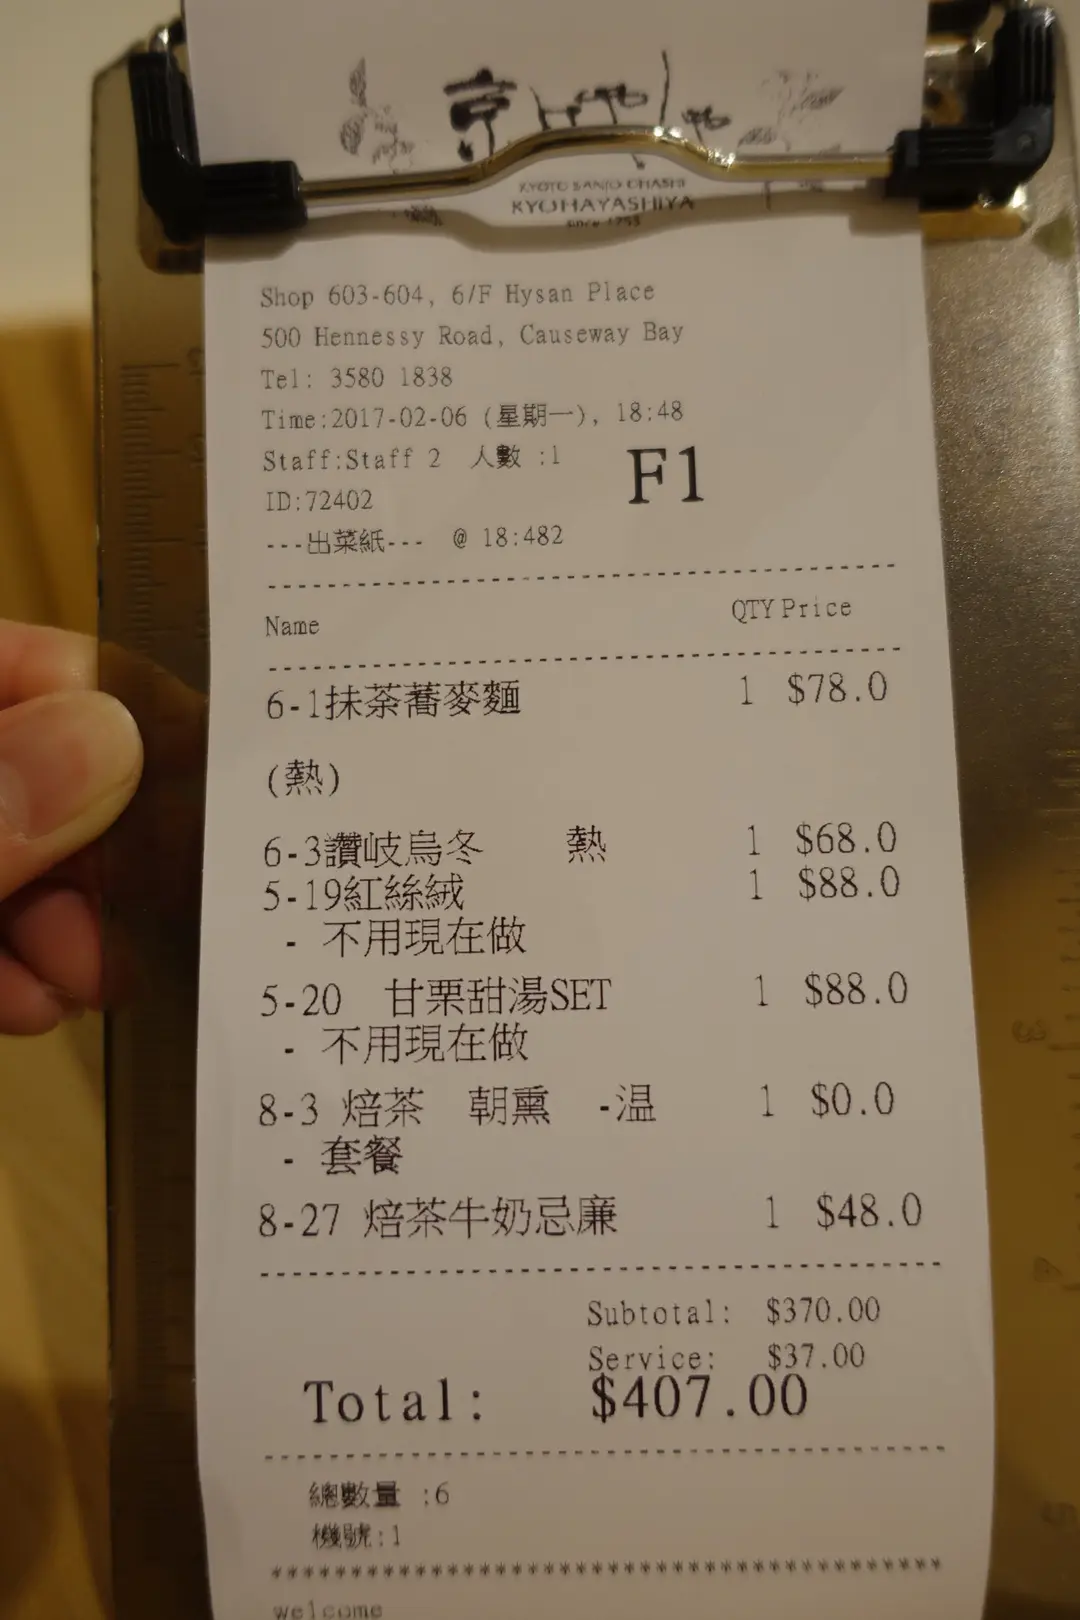 京はやしや
KYOTO SANJO OHASHI
KYOHAYASHIYA
since 1753
Shop 603-604, 6/F Hysan Place
500 Hennessy Road, Causeway Bay
Tel: 3580 1838
Time:2017-02-06 (星期一), 18:48
Staff:Staff 2 人數 :1
F1
ID:72402
---出菜紙--- @ 18:482
Name QTY Price
6-1抹茶蕎麥麵 1 $78.0
(熱)
6-3讚岐烏冬 熱 1 $68.0
5-19紅絲絨 1 $88.0
- 不用現在做
5-20 甘栗甜湯SET 1 $88.0
- 不用現在做
8-3 焙茶 朝熏 -温 1 $0.0
- 套餐
8-27 焙茶牛奶忌廉 1 $48.0
Subtotal: $370.00
Service: $37.00
Total: $407.00
總數量 :6
機號:1
*******************************************
welcome